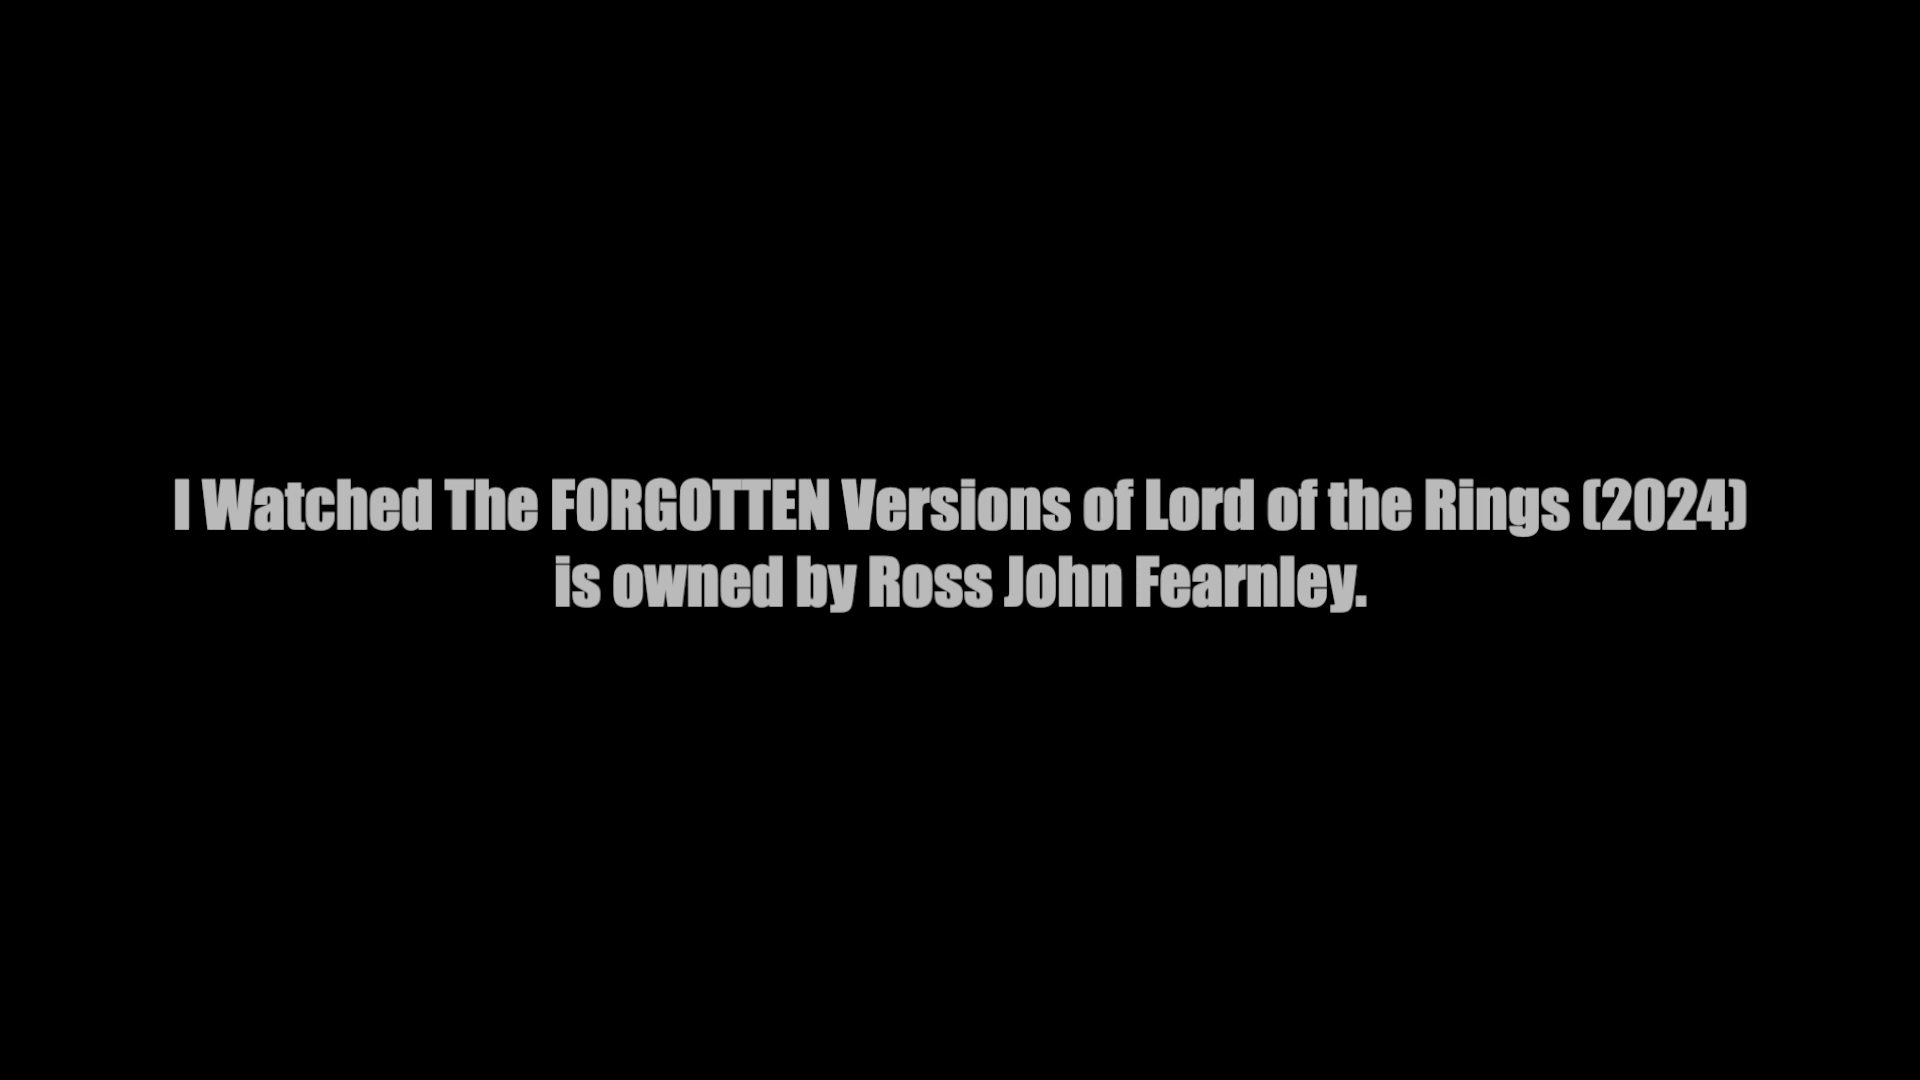 I Watched The FORGOTTEN Versions of Lord of the Rings (2024)
is owned by Ross John Fearnley.